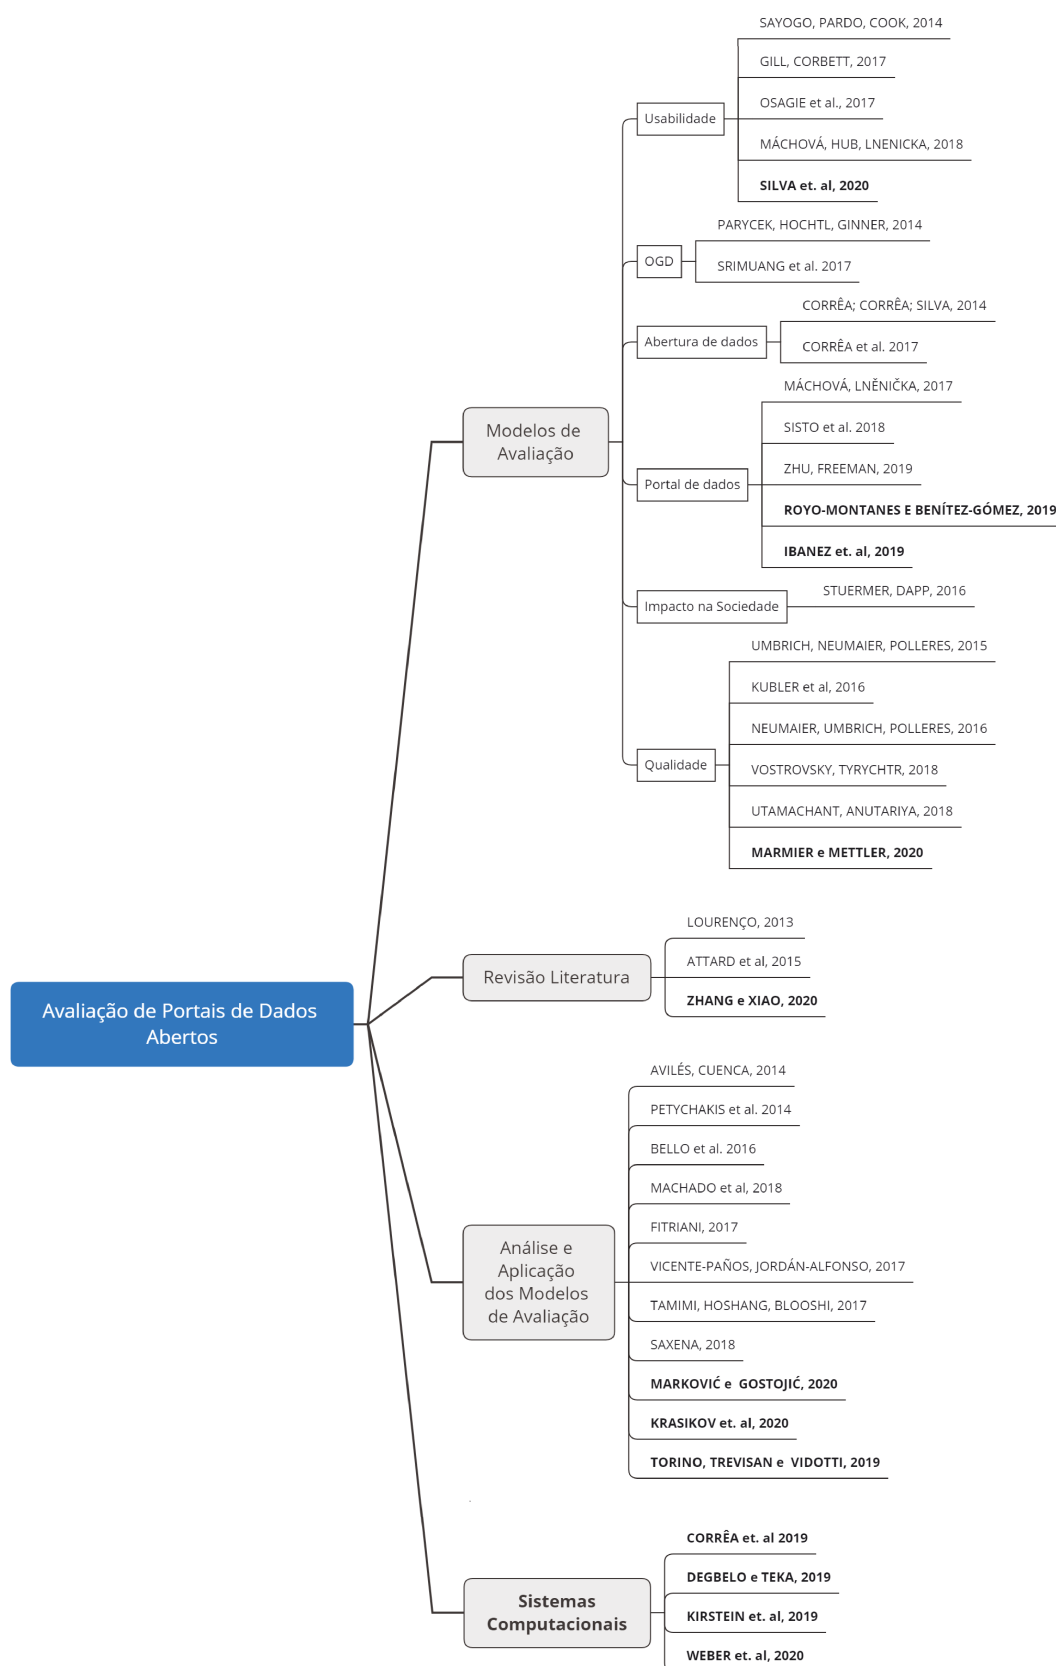 Avaliação de Portais de Dados
Abertos
Modelos de
Avaliação
Usabilidade
SAYOGO, PARDO, COOK, 2014
GILL, CORBETT, 2017
OSAGIE et al., 2017
MÁCHOVÁ, HUB, LNENICKA, 2018
SILVA et. al, 2020
OGD
PARYCEK, HOCHTL, GINNER, 2014
SRIMUANG et al. 2017
Abertura de dados
CORRÊA; CORRÊA; SILVA, 2014
CORRÊA et al. 2017
Portal de dados
MÁCHOVÁ, LNĚNIČKA, 2017
SISTO et al. 2018
ZHU, FREEMAN, 2019
ROYO-MONTANES E BENÍTEZ-GÓMEZ, 2019
IBANEZ et. al, 2019
Impacto na Sociedade
STUERMER, DAPP, 2016
Qualidade
UMBRICH, NEUMAIER, POLLERES, 2015
KUBLER et al, 2016
NEUMAIER, UMBRICH, POLLERES, 2016
VOSTROVSKY, TYRYCHTR, 2018
UTAMACHANT, ANUTARIYA, 2018
MARMIER e METTLER, 2020
Revisão Literatura
LOURENÇO, 2013
ATTARD et al, 2015
ZHANG e XIAO, 2020
Análise e
Aplicação
dos Modelos
de Avaliação
AVILÉS, CUENCA, 2014
PETYCHAKIS et al. 2014
BELLO et al. 2016
MACHADO et al, 2018
FITRIANI, 2017
VICENTE-PAÑOS, JORDÁN-ALFONSO, 2017
TAMIMI, HOSHANG, BLOOSHI, 2017
SAXENA, 2018
MARKOVIĆ e GOSTOJIĆ, 2020
KRASIKOV et. al, 2020
TORINO, TREVISAN e VIDOTTI, 2019
Sistemas
Computacionais
CORRÊA et. al 2019
DEGBELO e TEKA, 2019
KIRSTEIN et. al, 2019
WEBER et. al, 2020